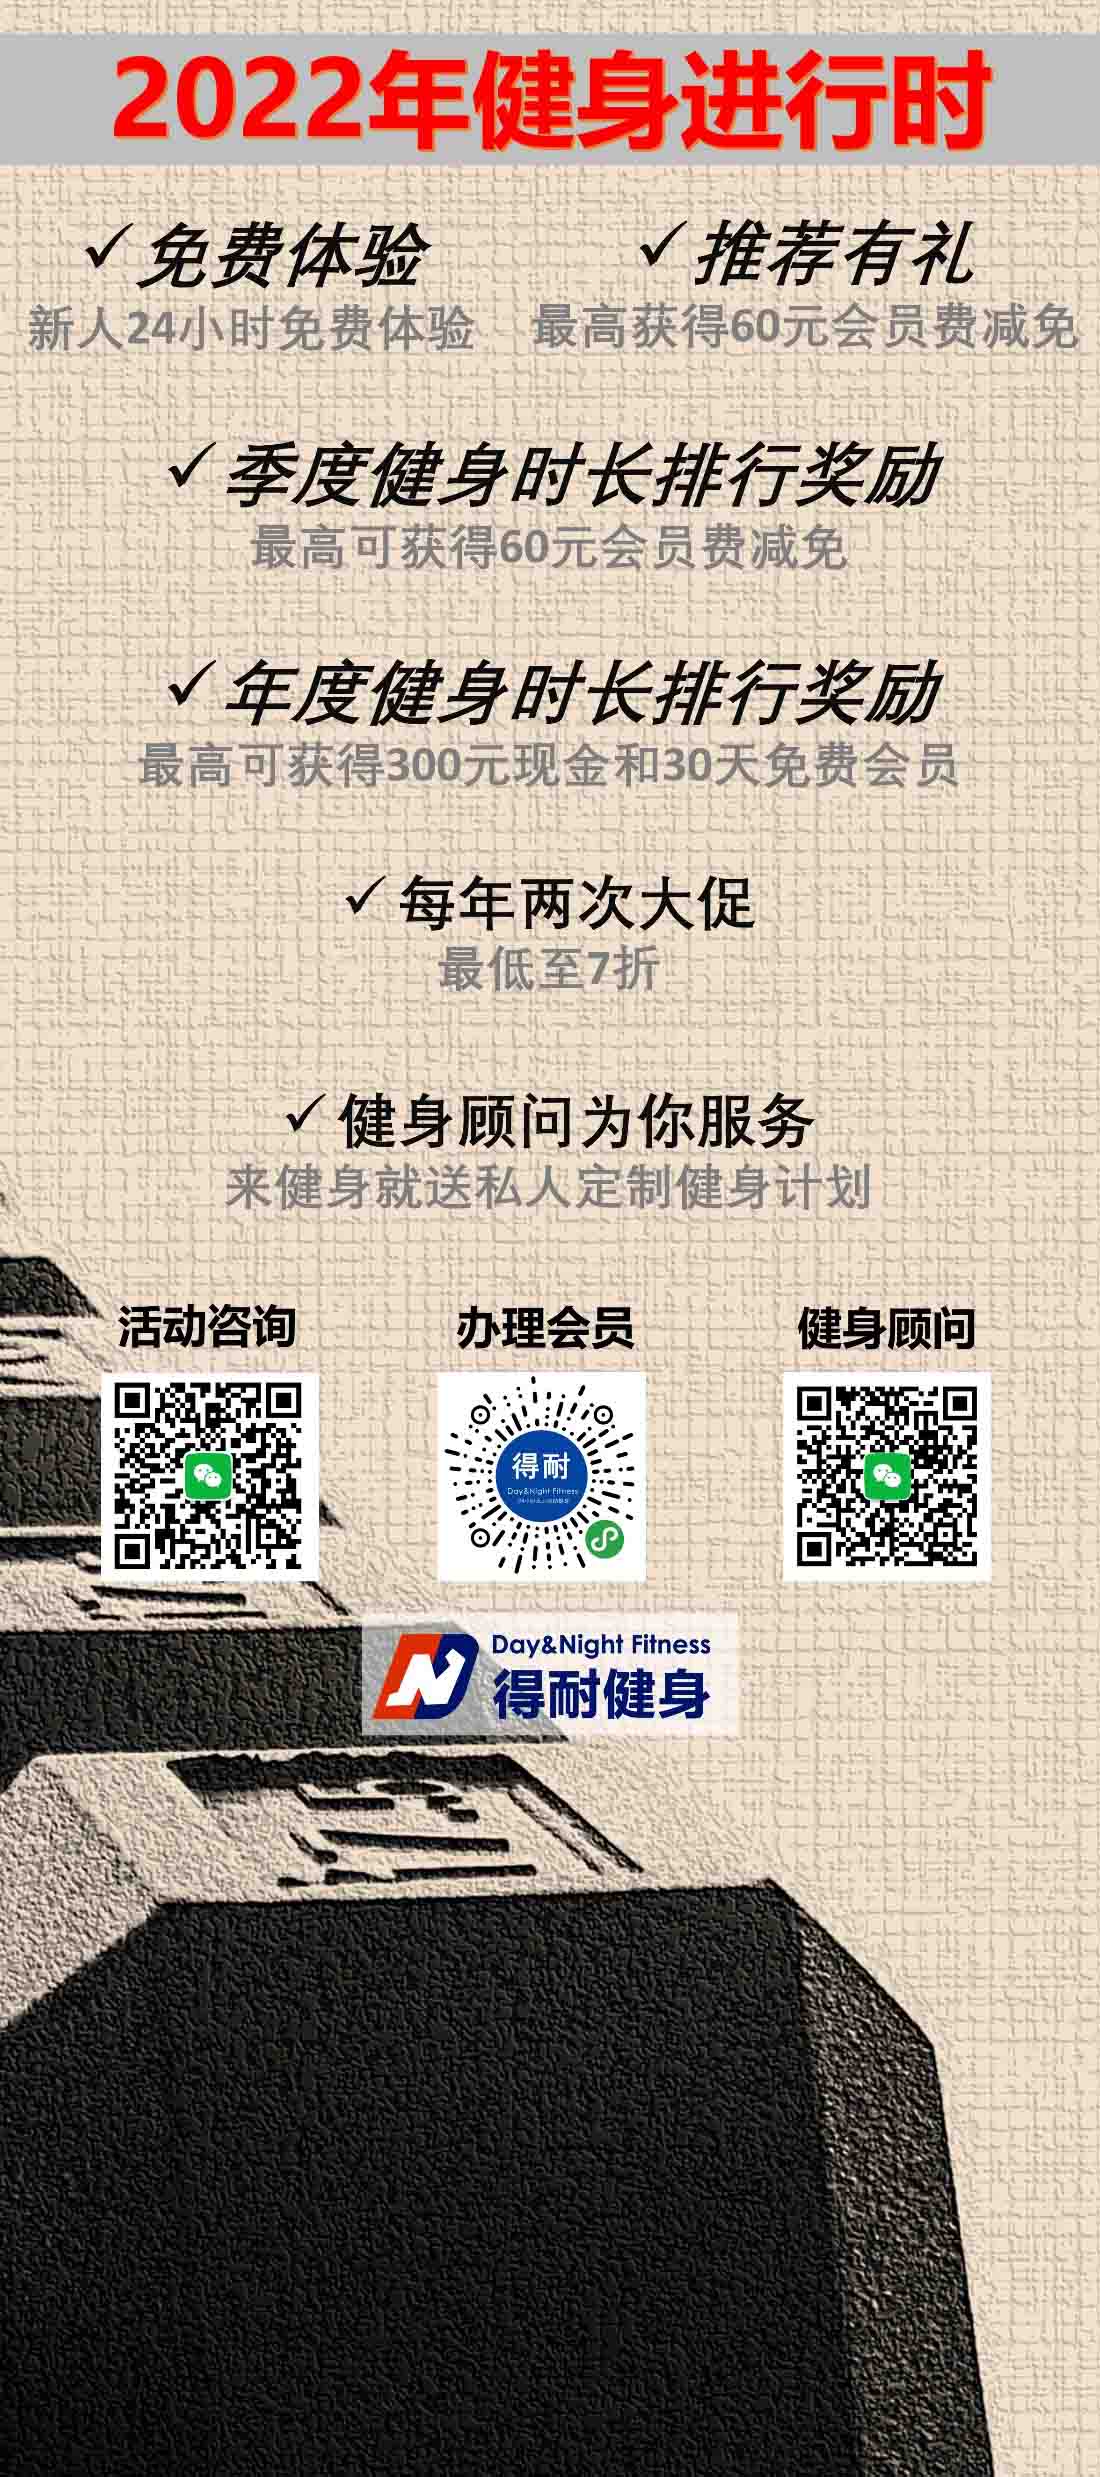 2022年健身进行时
✓免费体验
新人24小时免费体验
✓推荐有礼
最高获得60元会员费减免
✓季度健身时长排行奖励
最高可获得60元会员费减免
✓年度健身时长排行奖励
最高可获得300元现金和30天免费会员
✓每年两次大促
最低至7折
✓健身顾问为你服务
来健身就送私人定制健身计划
活动咨询
办理会员
健身顾问
得耐
Day&Night Fitness
Day&Night Fitness
得耐健身